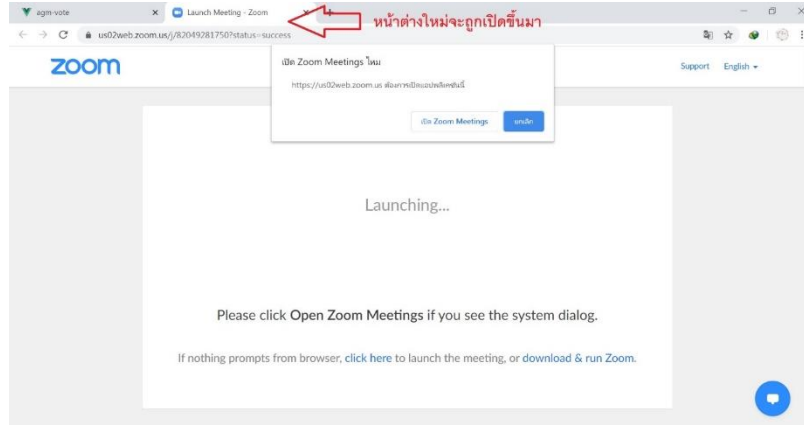 agm-vote
Launch Meeting - Zoom
หน้าต่างใหม่จะถูกเปิดขึ้นมา
us02web.zoom.us/j/82049281750?status=success
zoom
Support English
เปิด Zoom Meetings ไหม
https://us02web.zoom.us ต้องการเปิดแอปพลิเคชันนี้
เปิด Zoom Meetings
ยกเลิก
Launching...
Please click Open Zoom Meetings if you see the system dialog.
If nothing prompts from browser, click here to launch the meeting, or download & run Zoom.